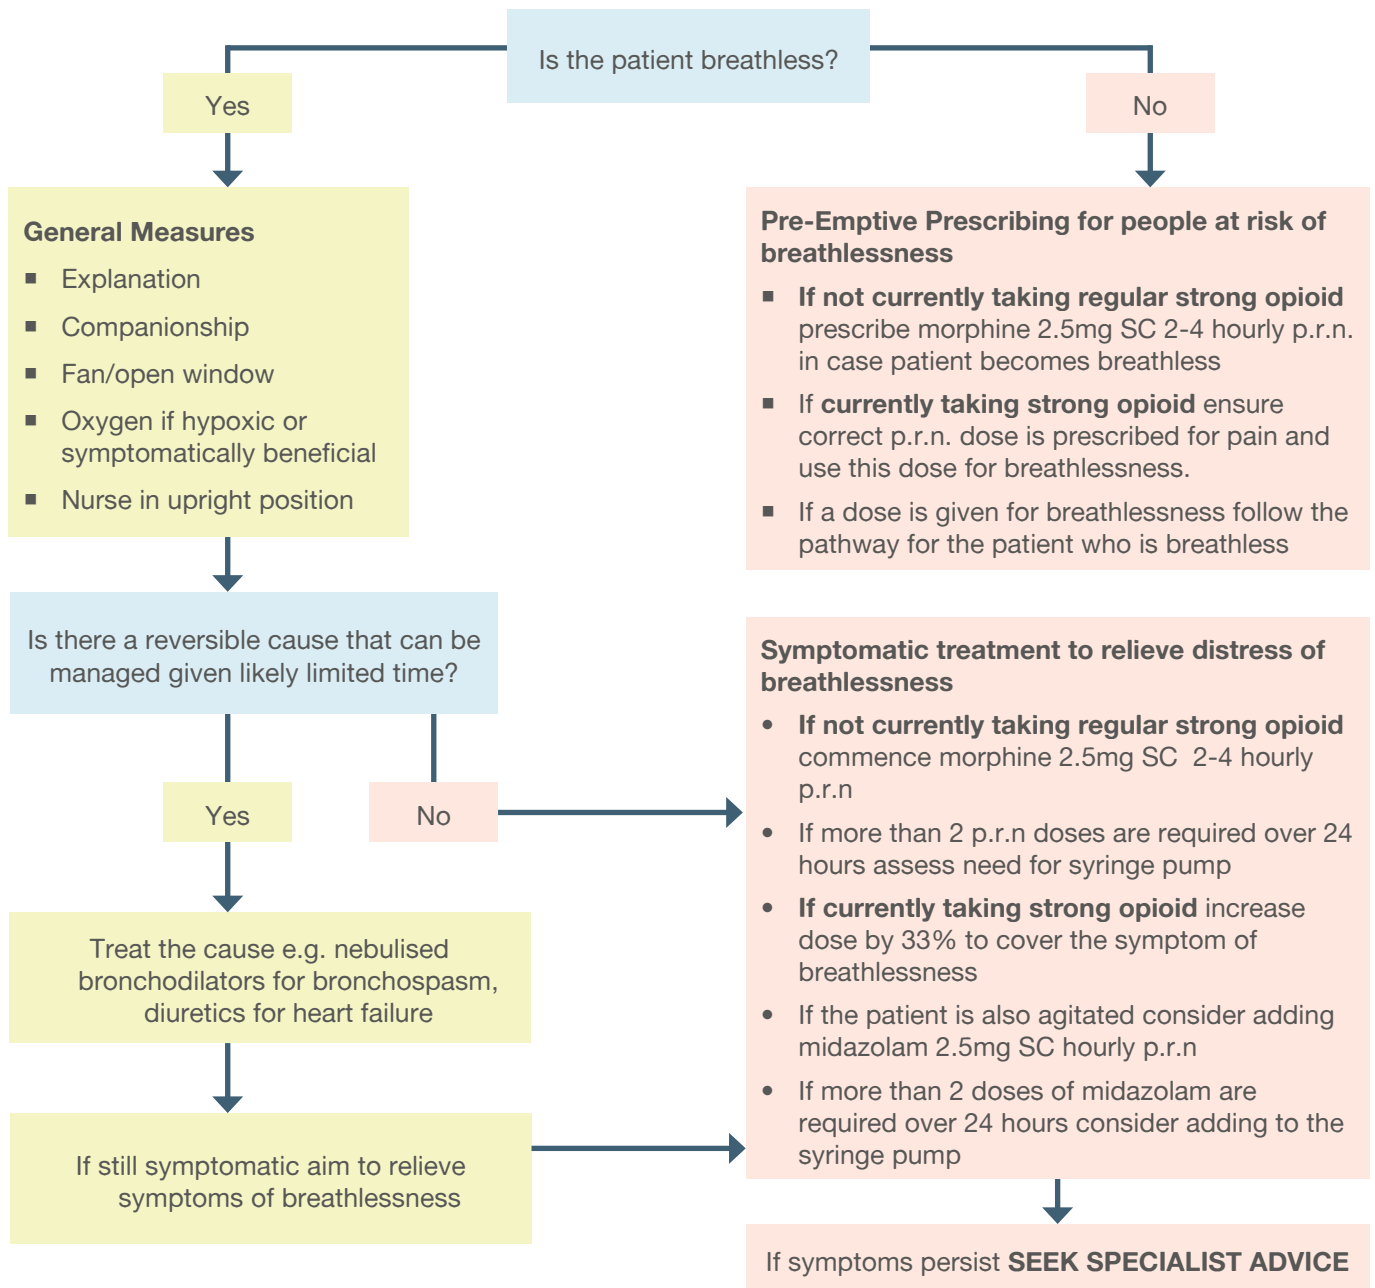 Is the patient breathless?
Yes
No
General Measures
■ Explanation
■ Companionship
■ Fan/open window
■ Oxygen if hypoxic or
symptomatically beneficial
■ Nurse in upright position
Pre-Emptive Prescribing for people at risk of
breathlessness
■ If not currently taking regular strong opioid
prescribe morphine 2.5mg SC 2-4 hourly p.r.n.
in case patient becomes breathless
■ If currently taking strong opioid ensure
correct p.r.n. dose is prescribed for pain and
use this dose for breathlessness.
■ If a dose is given for breathlessness follow the
pathway for the patient who is breathless
Is there a reversible cause that can be
managed given likely limited time?
Yes
No
Treat the cause e.g. nebulised
bronchodilators for bronchospasm,
diuretics for heart failure
If still symptomatic aim to relieve
symptoms of breathlessness
Symptomatic treatment to relieve distress of
breathlessness
• If not currently taking regular strong opioid
commence morphine 2.5mg SC 2-4 hourly
p.r.n
• If more than 2 p.r.n doses are required over 24
hours assess need for syringe pump
• If currently taking strong opioid increase
dose by 33% to cover the symptom of
breathlessness
• If the patient is also agitated consider adding
midazolam 2.5mg SC hourly p.r.n
• If more than 2 doses of midazolam are
required over 24 hours consider adding to the
syringe pump
If symptoms persist SEEK SPECIALIST ADVICE